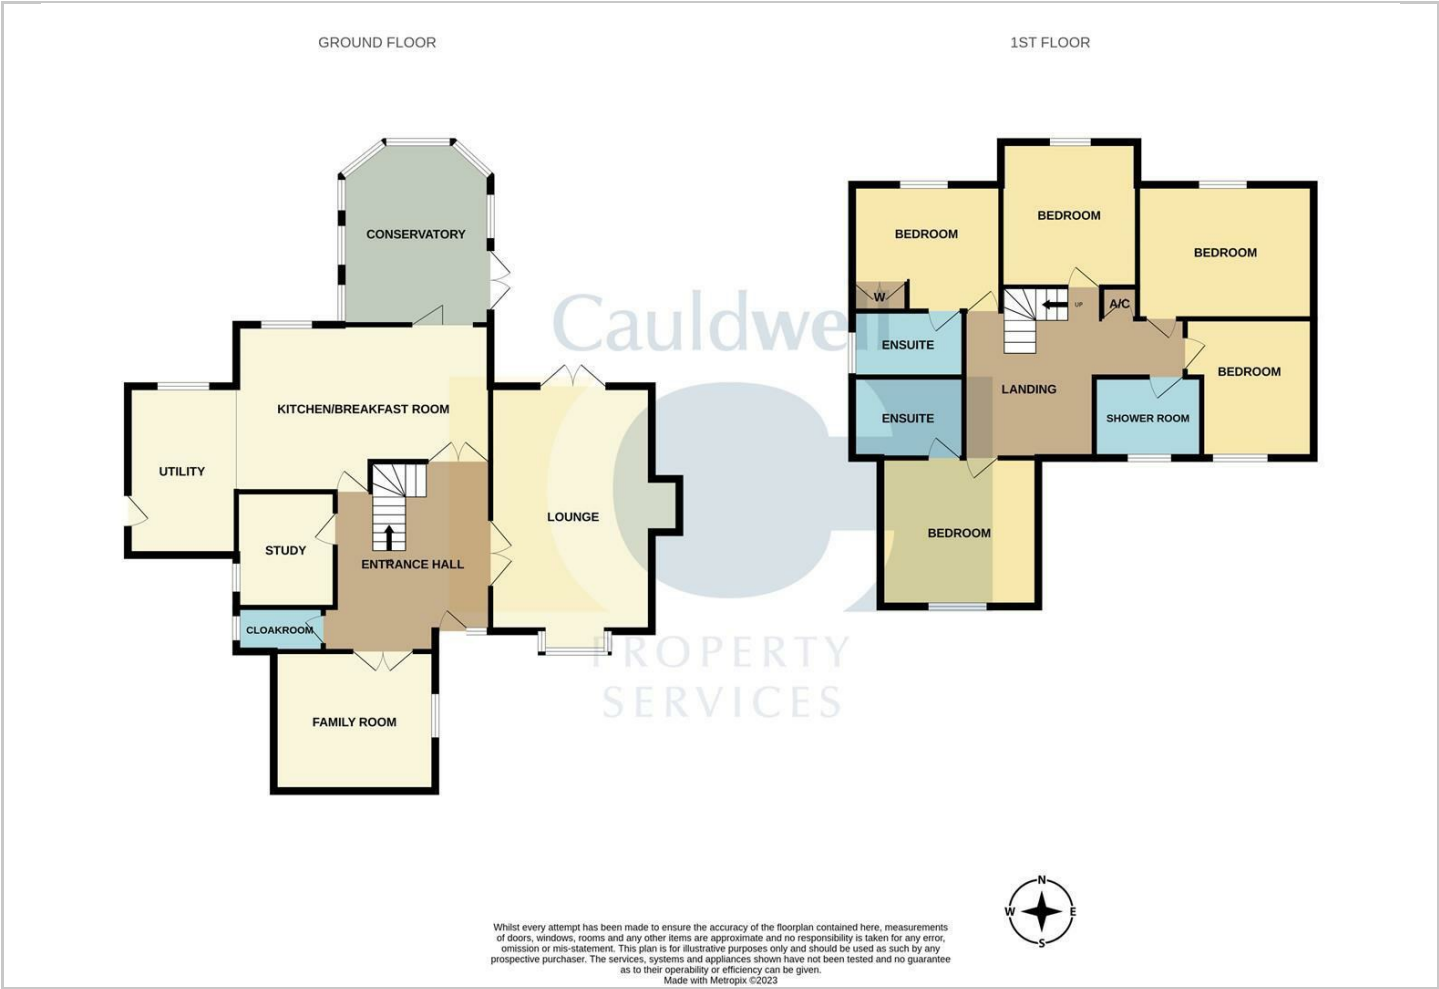 GROUND FLOOR
1ST FLOOR
CONSERVATORY
KITCHEN/BREAKFAST ROOM
UTILITY
STUDY
LOUNGE
ENTRANCE HALL
CLOAKROOM
FAMILY ROOM
BEDROOM
BEDROOM
BEDROOM
W
UP
A/C
ENSUITE
BEDROOM
LANDING
ENSUITE
SHOWER ROOM
BEDROOM
Cauldwell
PROPERTY
SERVICES
N
W
E
S
Whilst every attempt has been made to ensure the accuracy of the floorplan contained here, measurements
of doors, windows, rooms and any other items are approximate and no responsibility is taken for any error,
omission or mis-statement. This plan is for illustrative purposes only and should be used as such by any
prospective purchaser. The services, systems and appliances shown have not been tested and no guarantee
as to their operability or efficiency can be given.
Made with Metropix ©2023